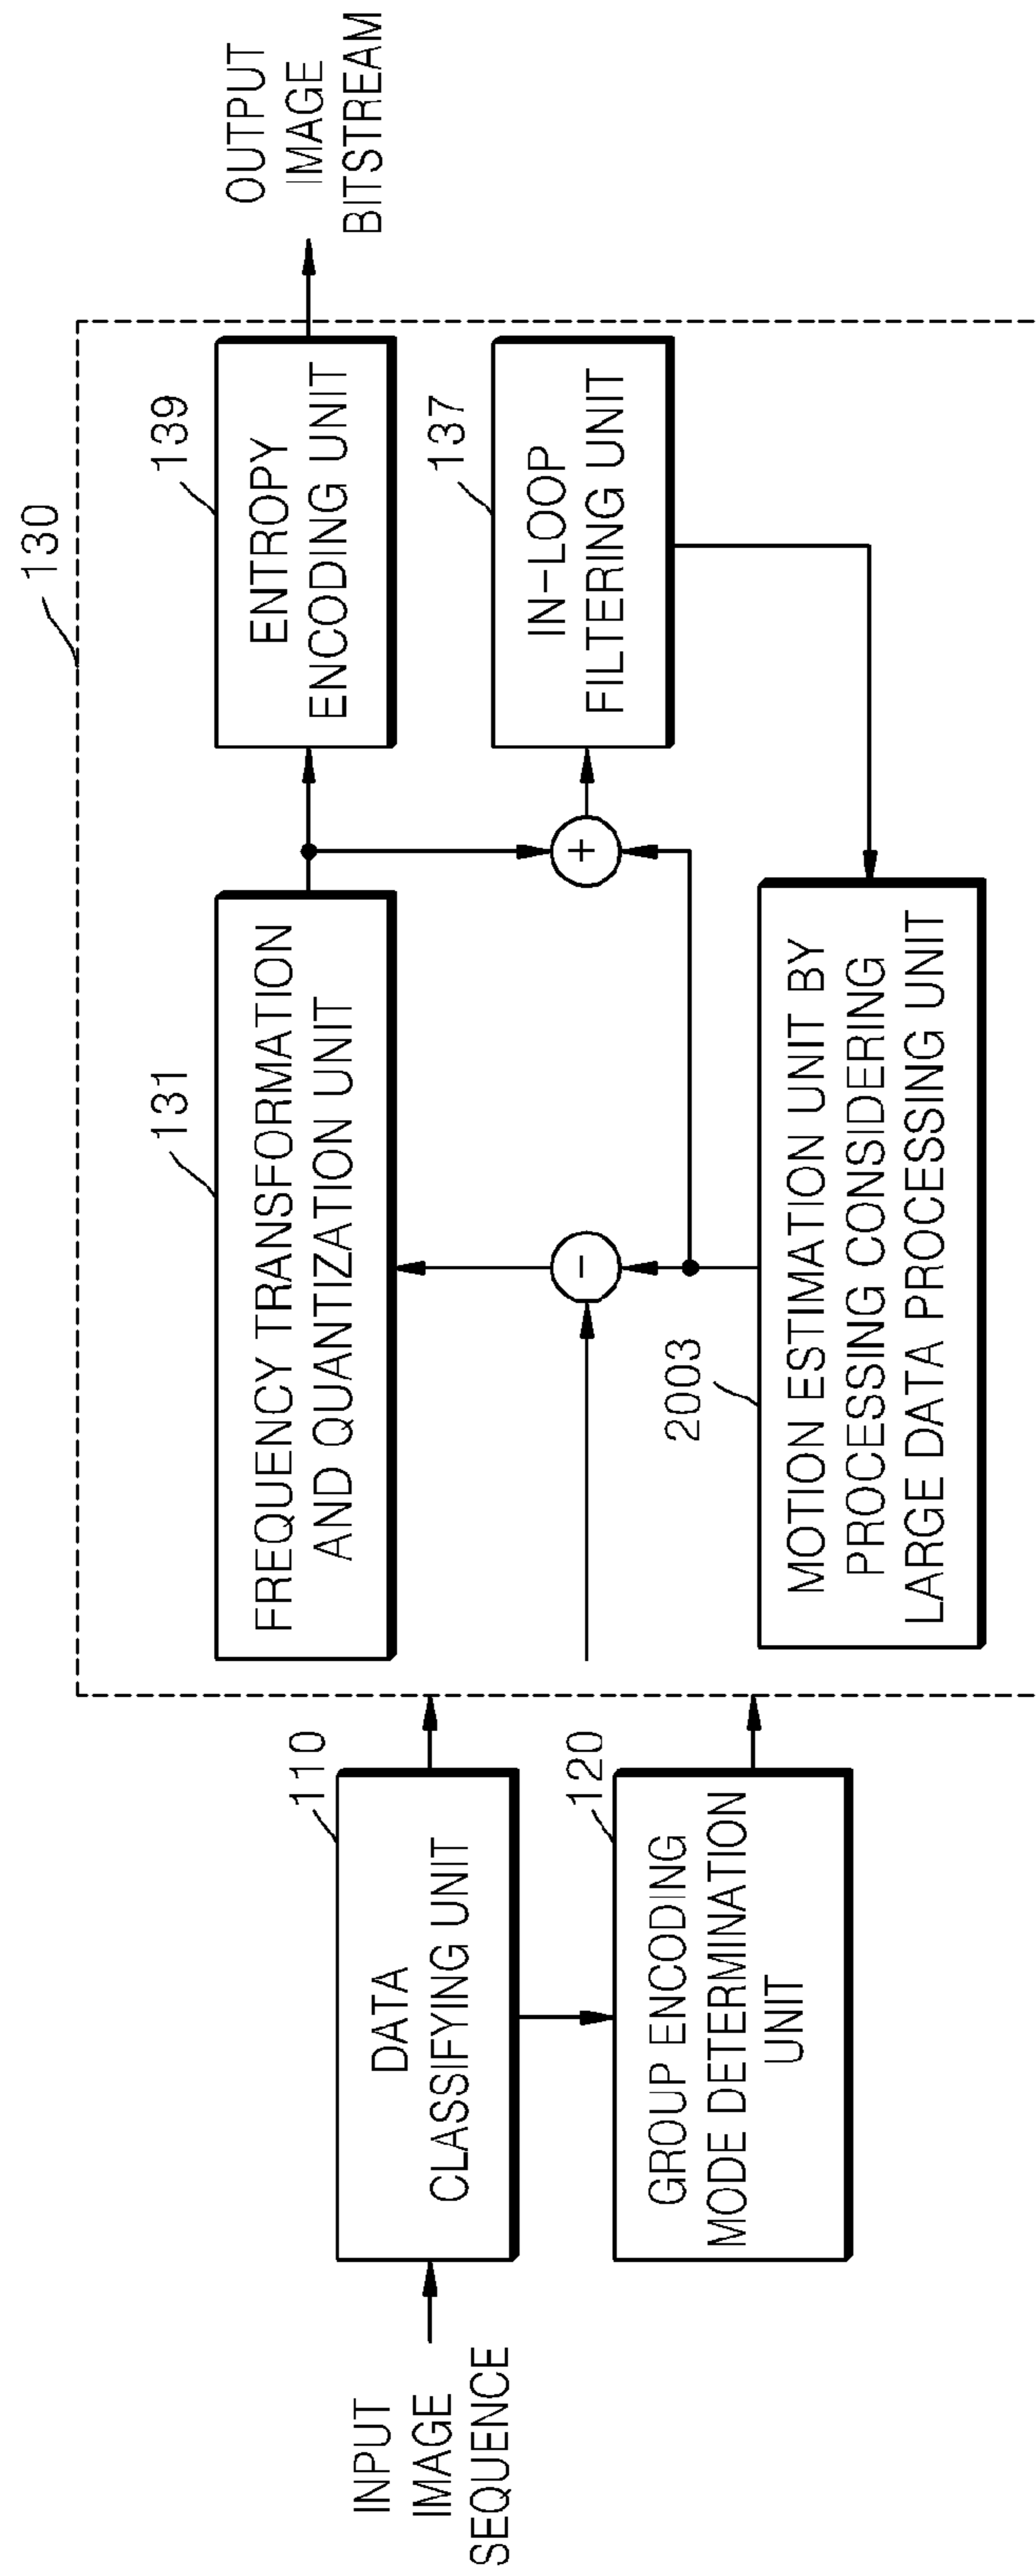 INPUT
IMAGE
SEQUENCE
110
DATA
CLASSIFYING UNIT
120
GROUP ENCODING
MODE DETERMINATION
UNIT
130
131
FREQUENCY TRANSFORMATION
AND QUANTIZATION UNIT
139
ENTROPY
ENCODING UNIT
OUTPUT
IMAGE
BITSTREAM
−
+
137
IN-LOOP
FILTERING UNIT
2003
MOTION ESTIMATION UNIT BY
PROCESSING CONSIDERING
LARGE DATA PROCESSING UNIT